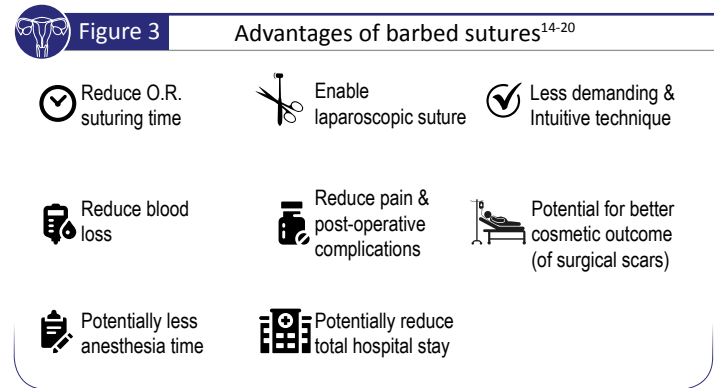 Figure 3
Advantages of barbed sutures14-20
Reduce O.R.
suturing time
Enable
laparoscopic suture
Less demanding &
Intuitive technique
Reduce blood
loss
Reduce pain &
post-operative
complications
Potential for better
cosmetic outcome
(of surgical scars)
Potentially less
anesthesia time
Potentially reduce
total hospital stay